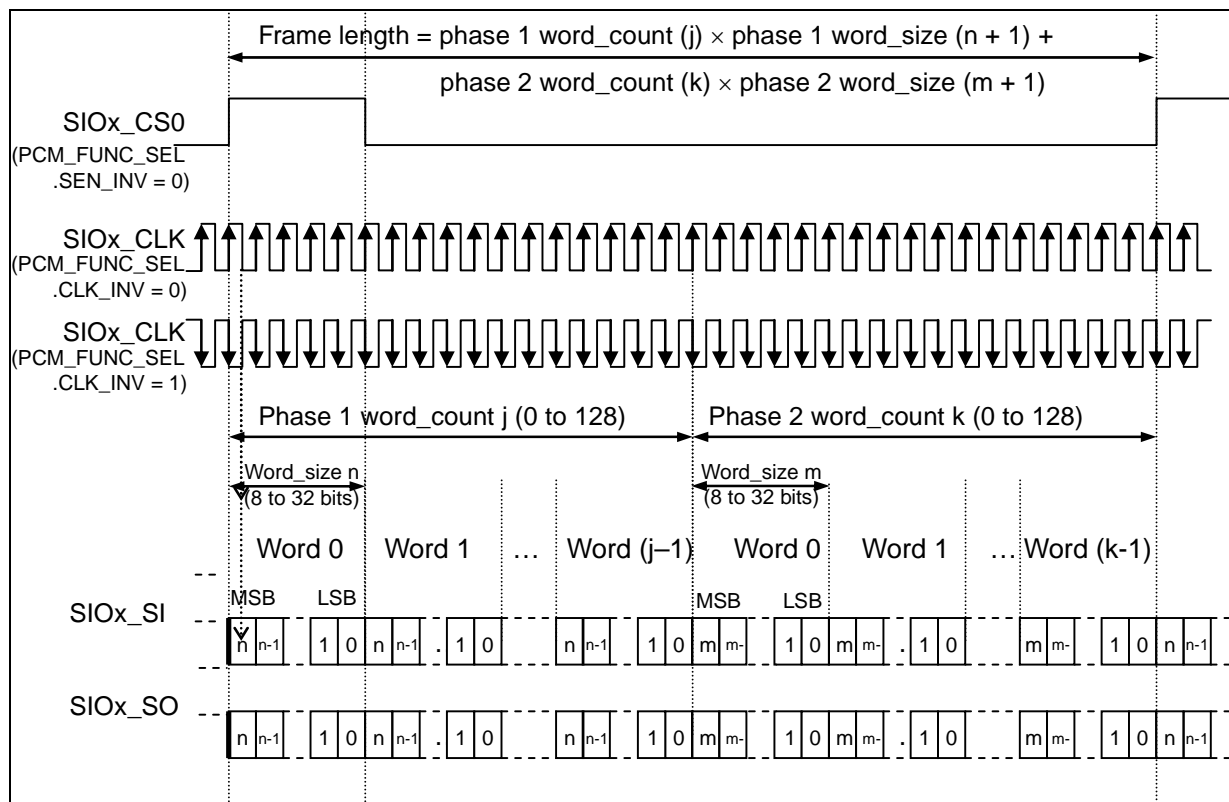 Frame length = phase 1 word_count (j) × phase 1 word_size (n + 1) +
phase 2 word_count (k) × phase 2 word_size (m + 1)
SIOx_CS0
(PCM_FUNC_SEL
.SEN_INV = 0)
SIOx_CLK
(PCM_FUNC_SEL
.CLK_INV = 0)
SIOx_CLK
(PCM_FUNC_SEL
.CLK_INV = 1)
Phase 1 word_count j (0 to 128) Phase 2 word_count k (0 to 128)
Word_size n Word_size m
(8 to 32 bits) (8 to 32 bits)
Word 0 Word 1 … Word (j–1) Word 0 Word 1 … Word (k-1)
MSB LSB MSB LSB
SIOx_SI
n n-1 1 0 n n-1 . 1 0 n n-1 1 0 m m- 1 0 m m- . 1 0 m m- 1 0 n n-1
SIOx_SO
n n-1 1 0 n n-1 . 1 0 n n-1 1 0 m m- 1 0 m m- . 1 0 m m- 1 0 n n-1